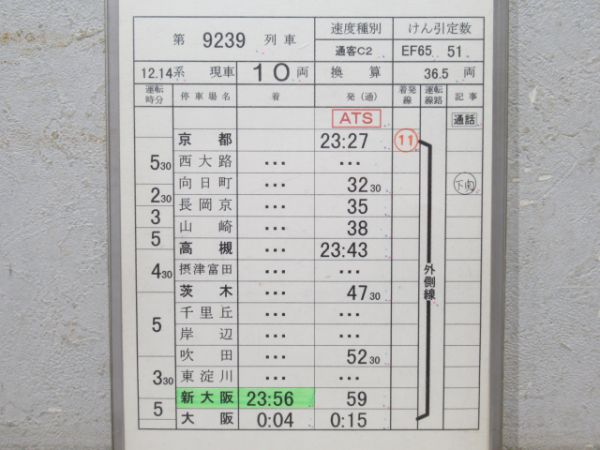 第 9239 列車 速度種別 けん引定数
通客C2 EF65 51
12.14系 現車 10両 換算 36.5 両
運転時分 停車場名 着 発(通) 着発線 運転線路 記事
ATS 通話
京都 23:27 11
5 30 西大路 ••• •••
向日町 ••• 32 30
2 30 長岡京 ••• 35
3 山崎 ••• 38
5 高槻 ••• 23:43
4 30 摂津富田 ••• •••
外側線
茨木 ••• 47 30
5 千里丘 ••• •••
岸辺 ••• •••
吹田 ••• 52 30
3 30 東淀川 ••• •••
新大阪 23:56 59
5 大阪 0:04 0:15